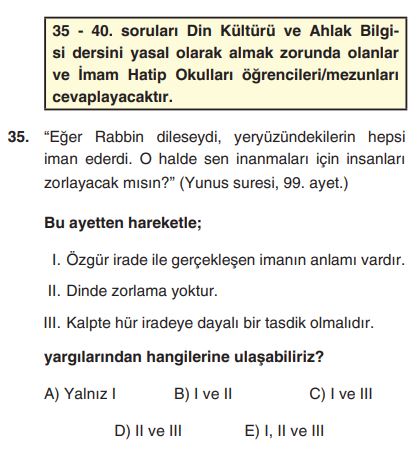 35 - 40. soruları Din Kültürü ve Ahlak Bilgi-
si dersini yasal olarak almak zorunda olanlar
ve İmam Hatip Okulları öğrencileri/mezunları
cevaplayacaktır.
35. “Eğer Rabbin dileseydi, yeryüzündekilerin hepsi
iman ederdi. O halde sen inanmaları için insanları
zorlayacak mısın?” (Yunus suresi, 99. ayet.)
Bu ayetten hareketle;
I. Özgür irade ile gerçekleşen imanın anlamı vardır.
II. Dinde zorlama yoktur.
III. Kalpte hür iradeye dayalı bir tasdik olmalıdır.
yargılarından hangilerine ulaşabiliriz?
A) Yalnız I B) I ve II C) I ve III
D) II ve III E) I, II ve III